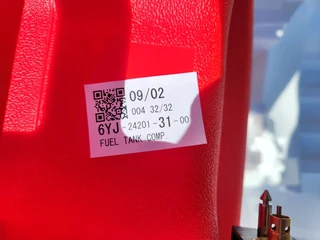 09/02
004 32/32
6YJ-24201-31-00
FUEL TANK COMP